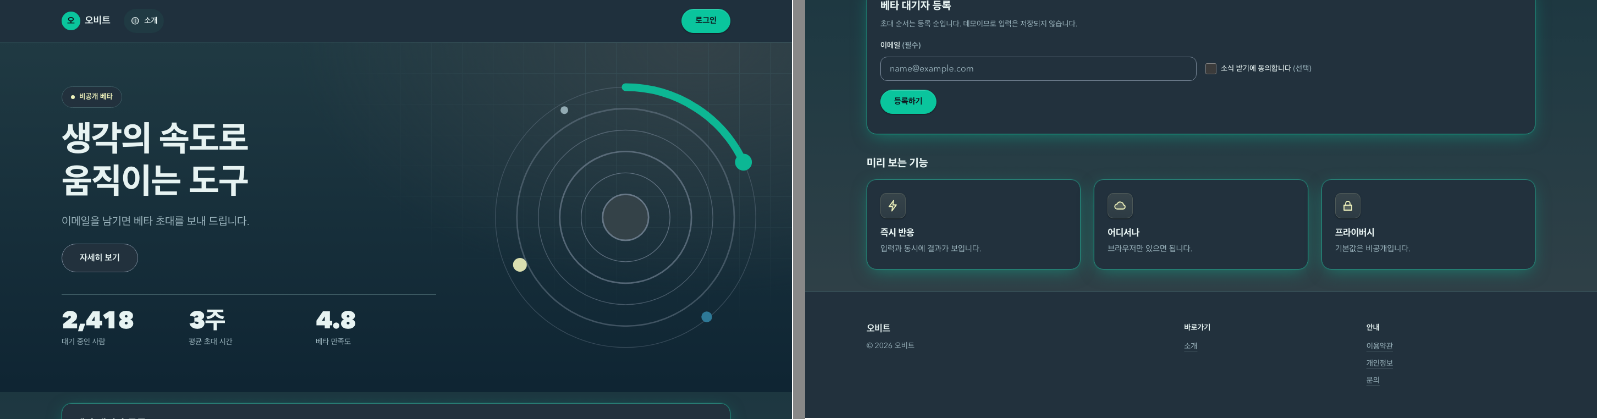 오 오비트
소개
로그인
비공개 베타
생각의 속도로
움직이는 도구
이메일을 남기면 베타 초대를 보내 드립니다.
자세히 보기
2,418
대기 중인 사람
3주
평균 초대 시간
4.8
베타 만족도
베타 대기자 등록
초대 순서는 등록 순입니다. 데모이므로 입력은 저장되지 않습니다.
이메일 (필수)
name@example.com
소식 받기에 동의합니다 (선택)
등록하기
미리 보는 기능
즉시 반응
입력과 동시에 결과가 보입니다.
어디서나
브라우저만 있으면 됩니다.
프라이버시
기본값은 비공개입니다.
오비트
© 2026 오비트
바로가기
소개
안내
이용약관
개인정보
문의